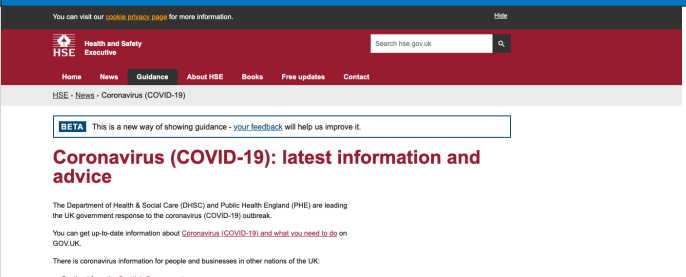 You can visit our cookie privacy page for more information.
Hide
HSE
Health and Safety
Executive
Search hse.gov.uk
Home News Guidance About HSE Books Free updates Contact
HSE - News - Coronavirus (COVID-19)
BETA This is a new way of showing guidance - your feedback will help us improve it.
Coronavirus (COVID-19): latest information and
advice
The Department of Health & Social Care (DHSC) and Public Health England (PHE) are leading
the UK government response to the coronavirus (COVID-19) outbreak.
You can get up-to-date information about Coronavirus (COVID-19) and what you need to do on
GOV.UK.
There is coronavirus information for people and businesses in other nations of the UK: